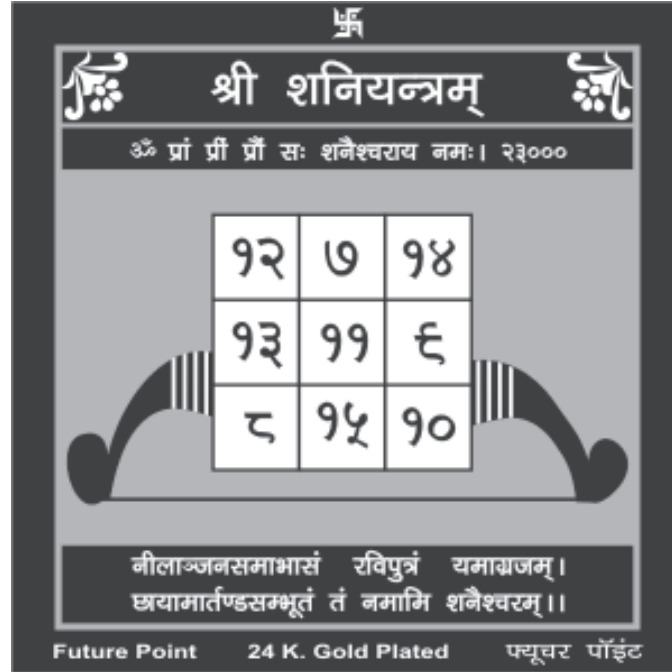 श्री शनियन्त्रम्
ॐ प्रां प्रीं प्रौं सः शनैश्चराय नमः। २३०००
१२ ७ १४
१३ ११ ९
८ १५ १०
नीलाञ्जनसमाभासं रविपुत्रं यमाग्रजम्।
छायामार्तण्डसम्भूतं तं नमामि शनैश्चरम्।।
Future Point 24 K. Gold Plated फ्यूचर पॉइंट